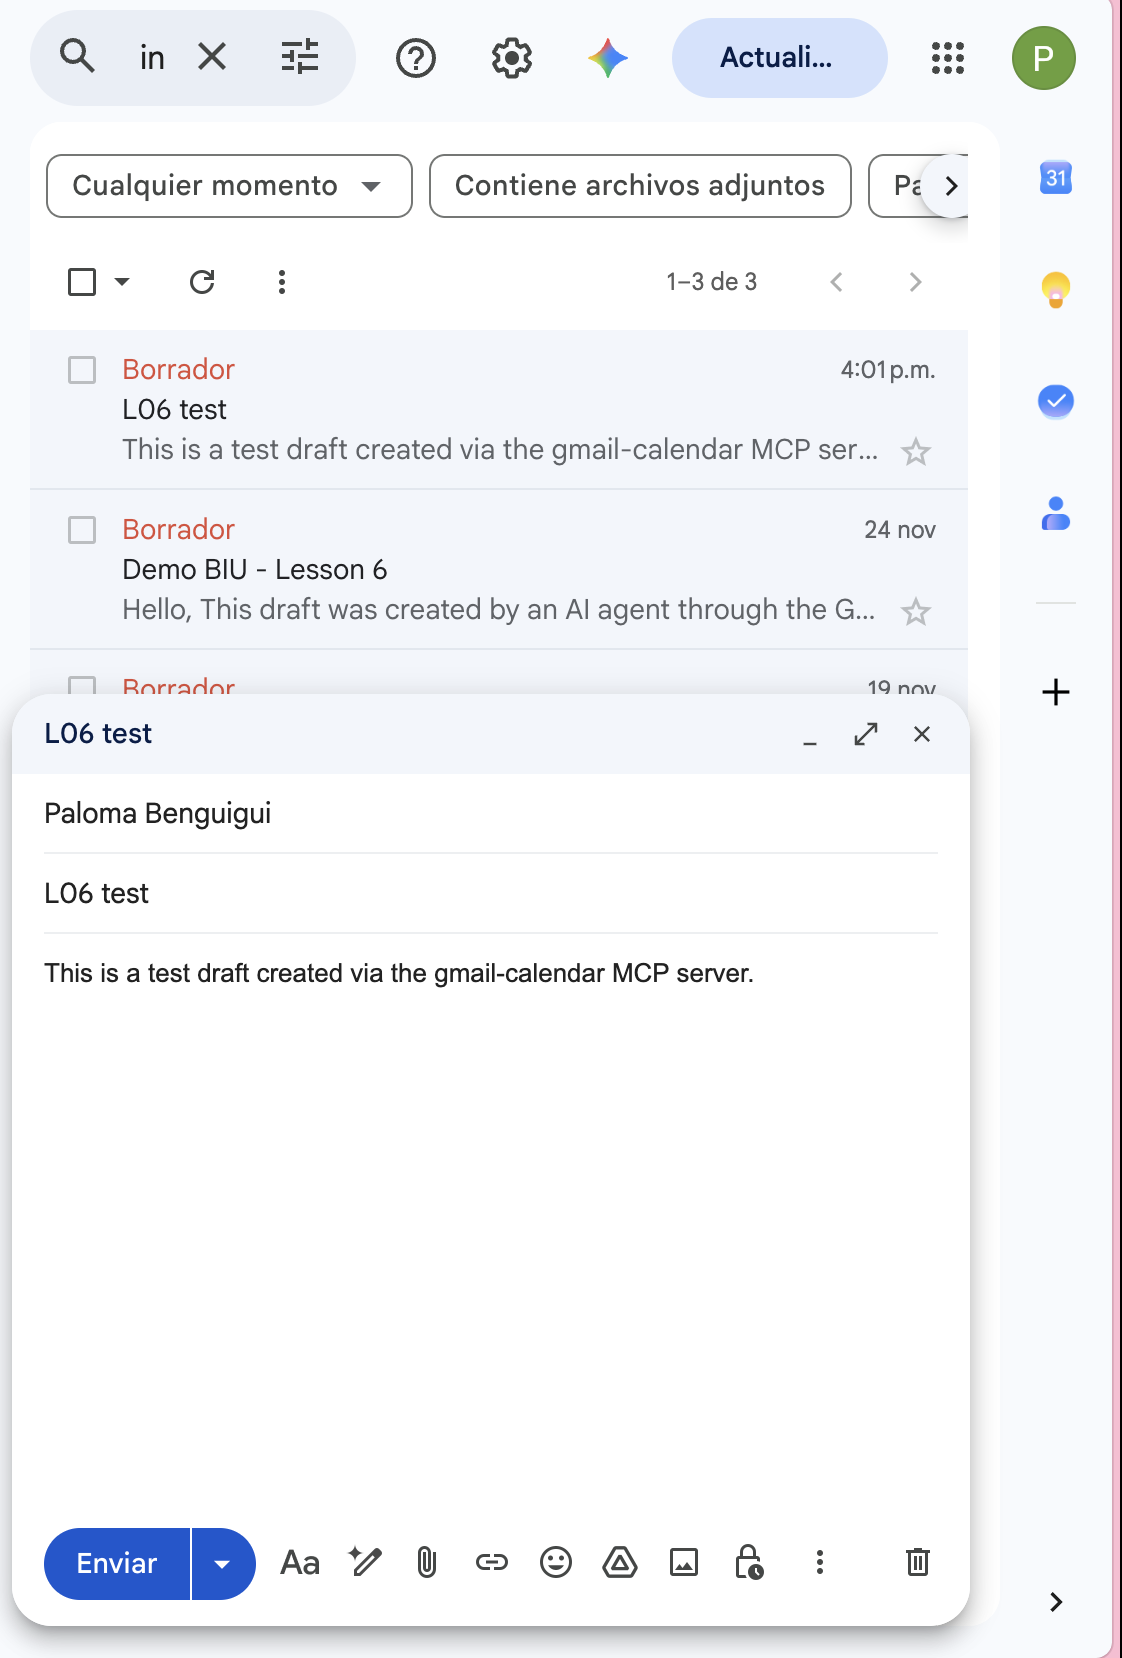 in
Actuali...
P
Cualquier momento
Contiene archivos adjuntos
31
1–3 de 3
Borrador
4:01 p.m.
L06 test
This is a test draft created via the gmail-calendar MCP ser...
Borrador
24 nov
Demo BIU - Lesson 6
Hello, This draft was created by an AI agent through the G...
Borrador
19 nov
L06 test
Paloma Benguigui
L06 test
This is a test draft created via the gmail-calendar MCP server.
Enviar
Aa